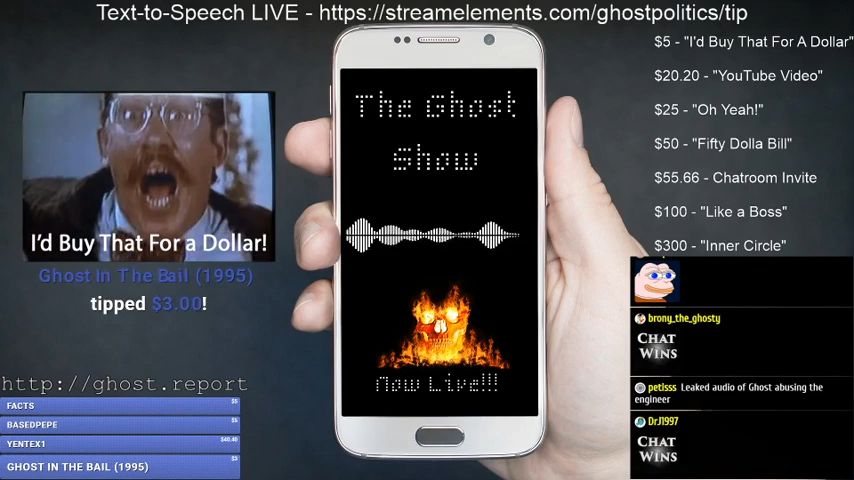 Text-to-Speech LIVE - https://streamelements.com/ghostpolitics/tip
I'd Buy That For a Dollar!
Ghost In The Bail (1995)
tipped $3.00!
http://ghost.report
FACTS $5
BASEDPEPE $5
YENTEX1 $40.40
GHOST IN THE BAIL (1995) $3
The Ghost
Show
Now Live!!!
$5 - "I'd Buy That For A Dollar"
$20.20 - "YouTube Video"
$25 - "Oh Yeah!"
$50 - "Fifty Dolla Bill"
$55.66 - Chatroom Invite
$100 - "Like a Boss"
$300 - "Inner Circle"
brony_the_ghosty
CHAT
WINS
petisss Leaked audio of Ghost abusing the
engineer
DrJ1997
CHAT
WINS